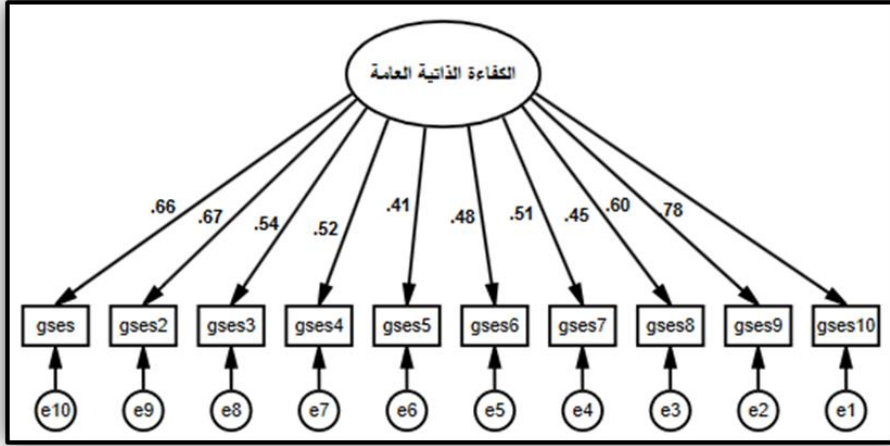 الكفاءة الذاتية العامة
.66 .67 .54 .52 .41 .48 .51 .45 .60 .78
gses gses2 gses3 gses4 gses5 gses6 gses7 gses8 gses9 gses10
e10 e9 e8 e7 e6 e5 e4 e3 e2 e1